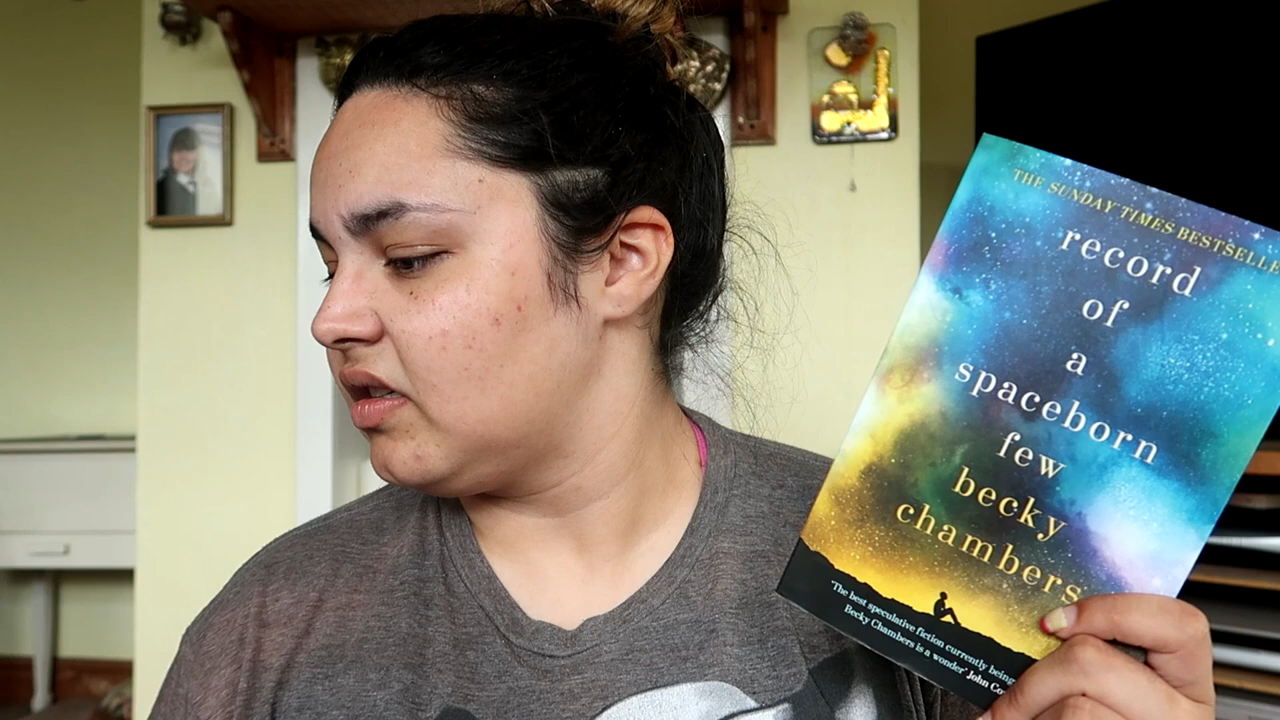 THE SUNDAY TIMES BESTSELLE
record
of
a
spaceborn
few
becky
chambers
'The best speculative fiction currently being
Becky Chambers is a wonder' John Co